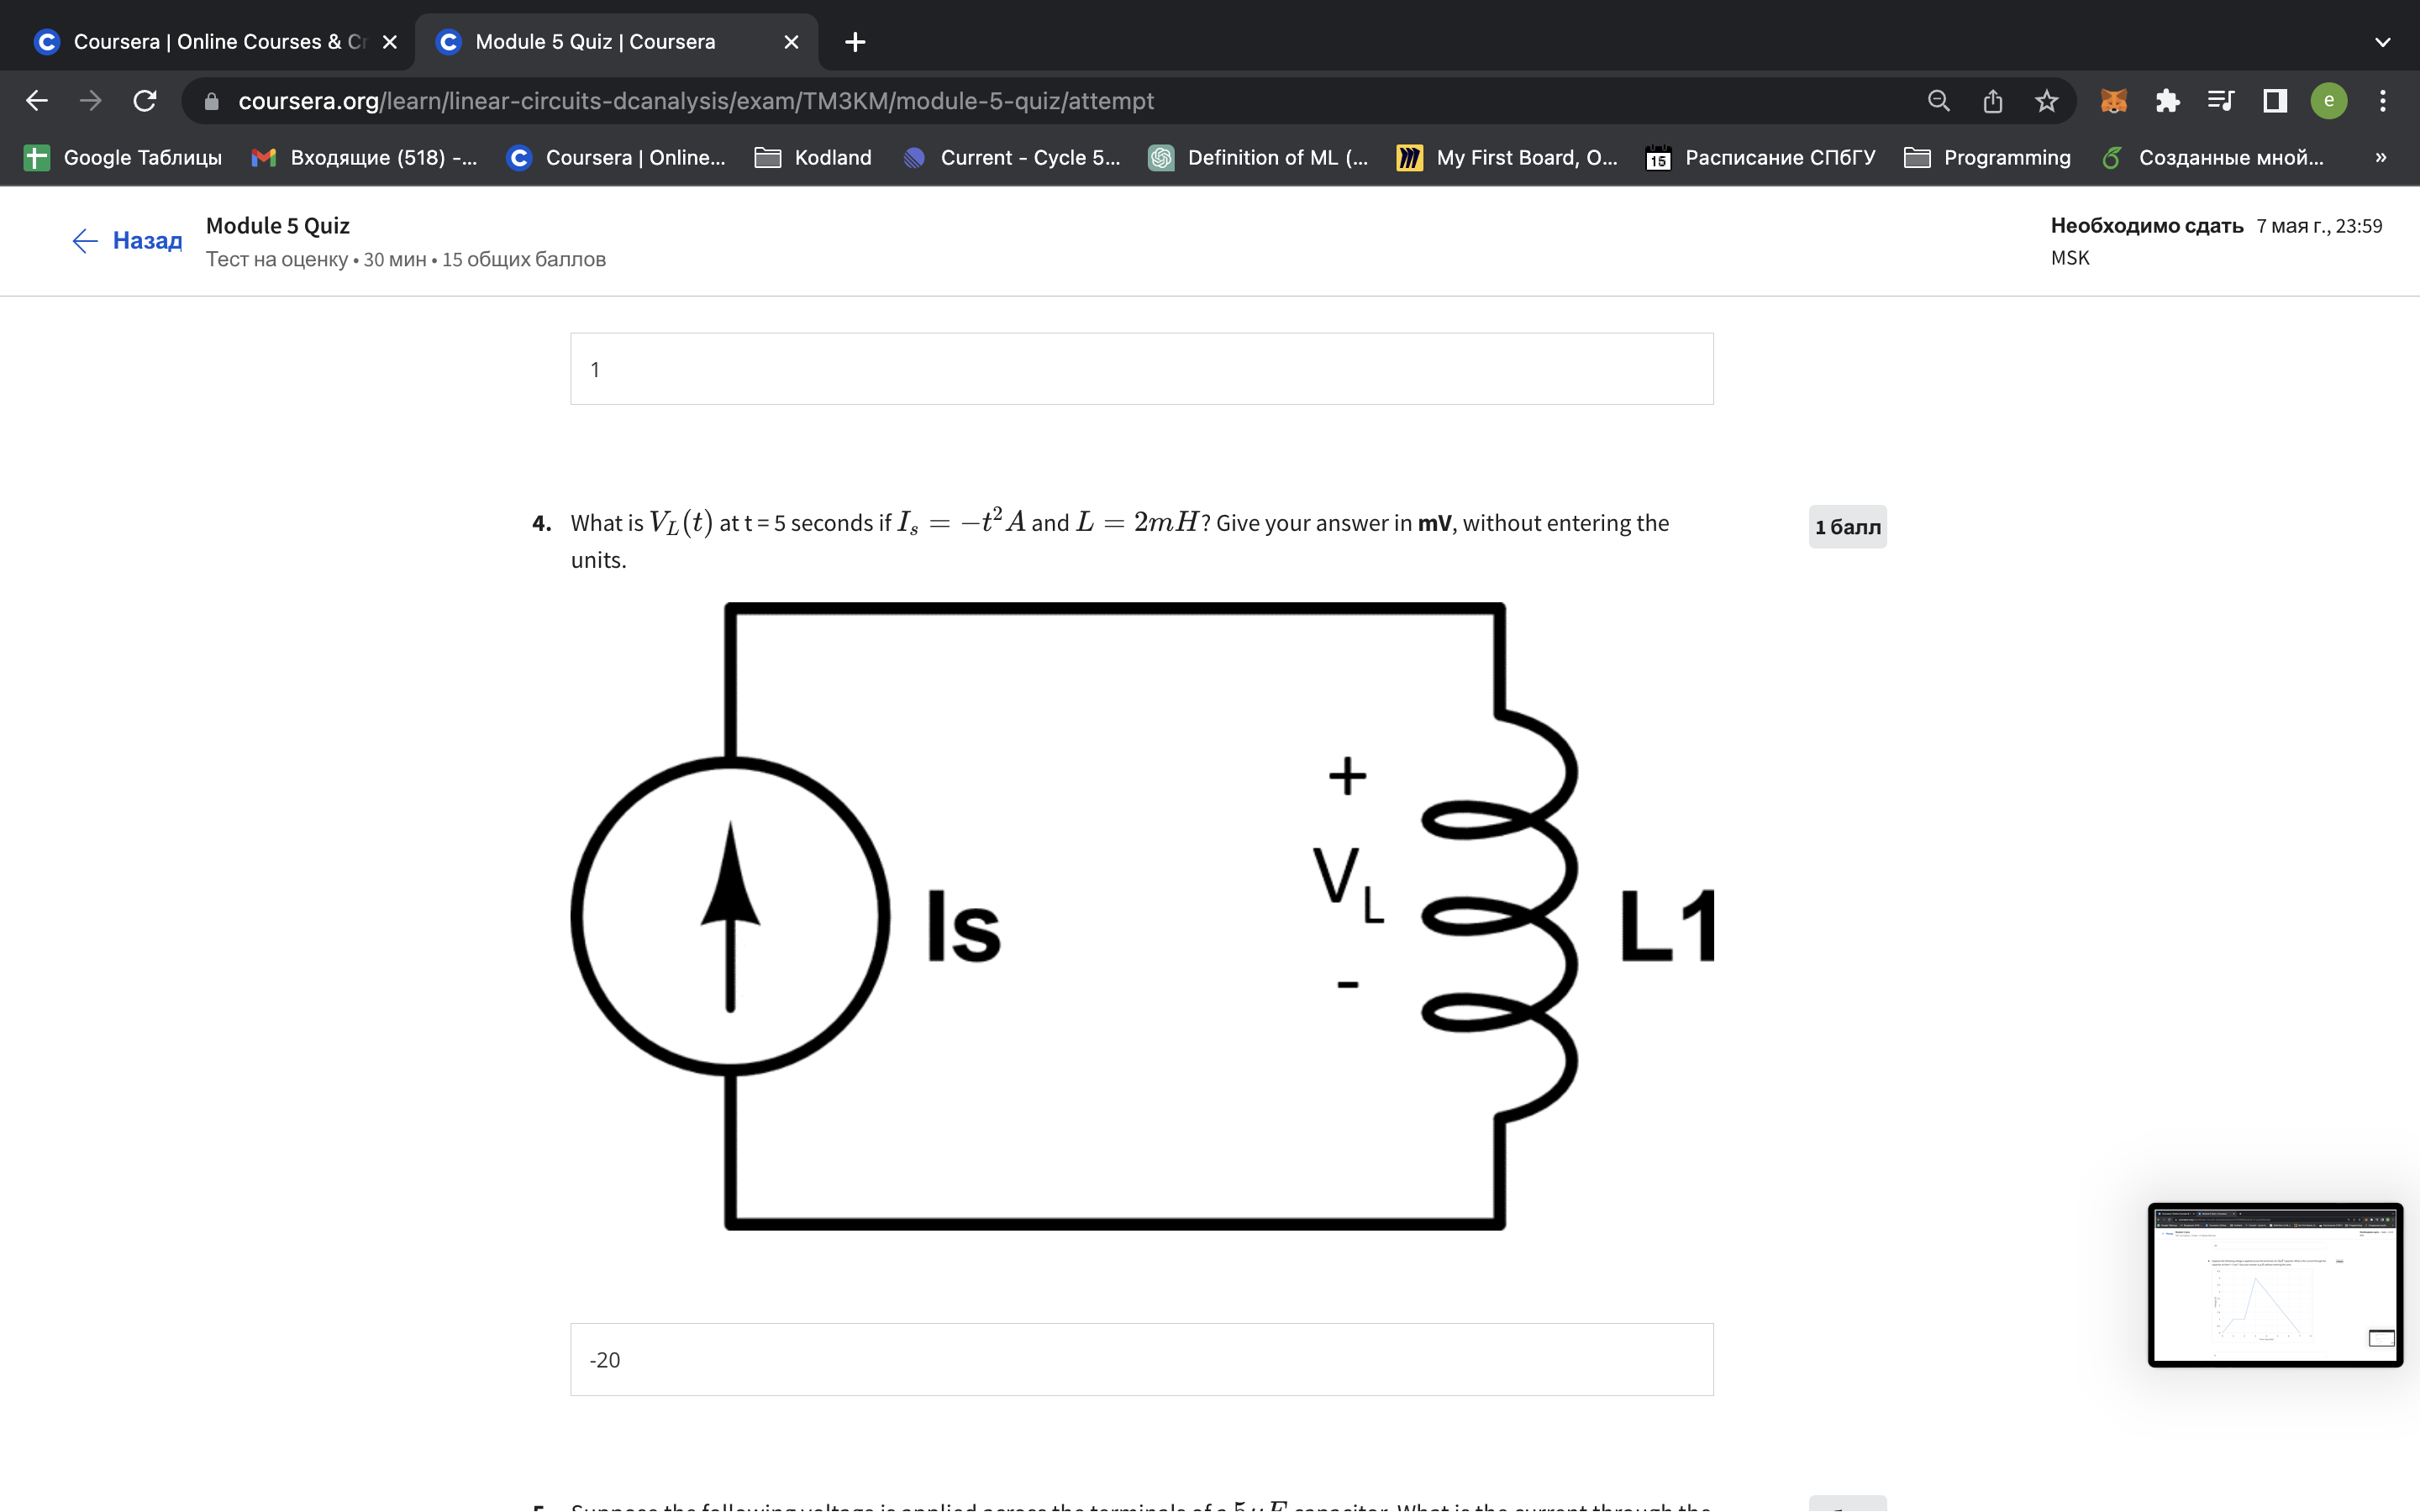 Coursera | Online Courses & Cr
Module 5 Quiz | Coursera
coursera.org/learn/linear-circuits-dcanalysis/exam/TM3KM/module-5-quiz/attempt
e
Google Таблицы
Входящие (518) -...
Coursera | Online...
Kodland
Current - Cycle 5...
Definition of ML (...
My First Board, O...
15
Расписание СПбГУ
Programming
Созданные мной...
»
Назад
Module 5 Quiz
Тест на оценку • 30 мин • 15 общих баллов
Необходимо сдать 7 мая г., 23:59
MSK
1
4. What is V_L(t) at t = 5 seconds if I_s = −t² A and L = 2mH? Give your answer in mV, without entering the
units.
1 балл
+
Is
V_L
L1
-
-20
5. Suppose the following voltage is applied across the terminals of a 5 μF capacitor. What is the current through the